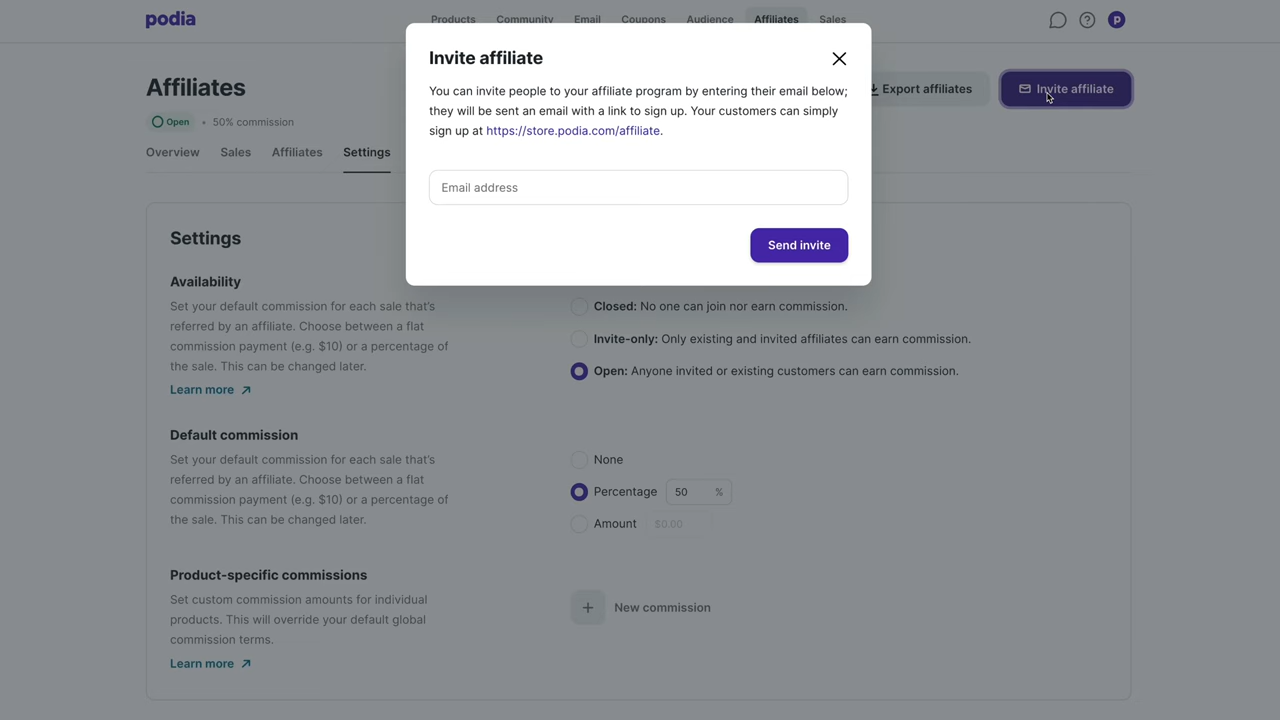 podia
Products Community Email Coupons Audience Affiliates Sales
P
Invite affiliate
You can invite people to your affiliate program by entering their email below;
they will be sent an email with a link to sign up. Your customers can simply
sign up at https://store.podia.com/affiliate.
Email address
Send invite
Affiliates
Export affiliates
Invite affiliate
Open • 50% commission
Overview Sales Affiliates Settings
Settings
Availability
Set your default commission for each sale that's
referred by an affiliate. Choose between a flat
commission payment (e.g. $10) or a percentage of
the sale. This can be changed later.
Learn more
Closed: No one can join nor earn commission.
Invite-only: Only existing and invited affiliates can earn commission.
Open: Anyone invited or existing customers can earn commission.
Default commission
Set your default commission for each sale that's
referred by an affiliate. Choose between a flat
commission payment (e.g. $10) or a percentage of
the sale. This can be changed later.
None
Percentage 50 %
Amount $0.00
Product-specific commissions
Set custom commission amounts for individual
products. This will override your default global
commission terms.
Learn more
New commission